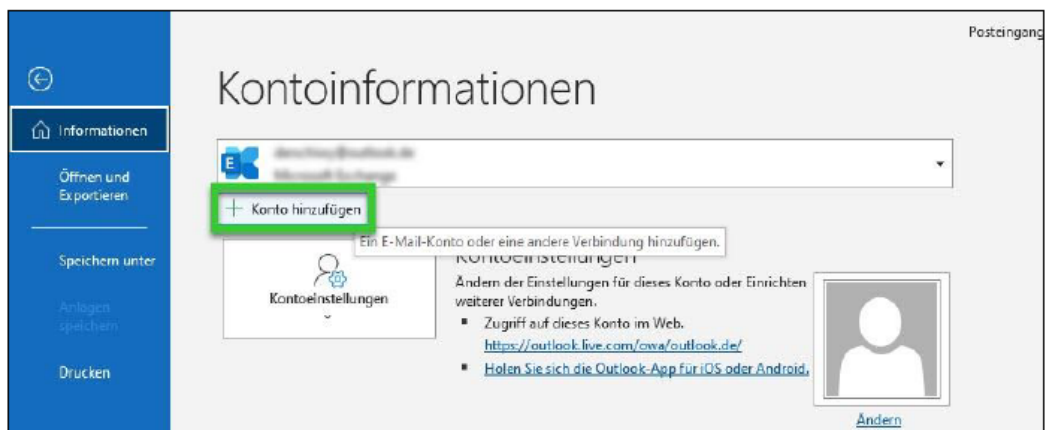 Posteingang
Kontoinformationen
Informationen
E
Öffnen und
Exportieren
+ Konto hinzufügen
Ein E-Mail-Konto oder eine andere Verbindung hinzufügen.
Speichern unter
Kontoeinstellungen
Kontoeinstellungen
Ändern der Einstellungen für dieses Konto oder Einrichten
weiterer Verbindungen.
▪ Zugriff auf dieses Konto im Web.
https://outlook.live.com/owa/outlook.de/
▪ Holen Sie sich die Outlook-App für iOS oder Android.
Anlagen
speichern
Drucken
Ändern